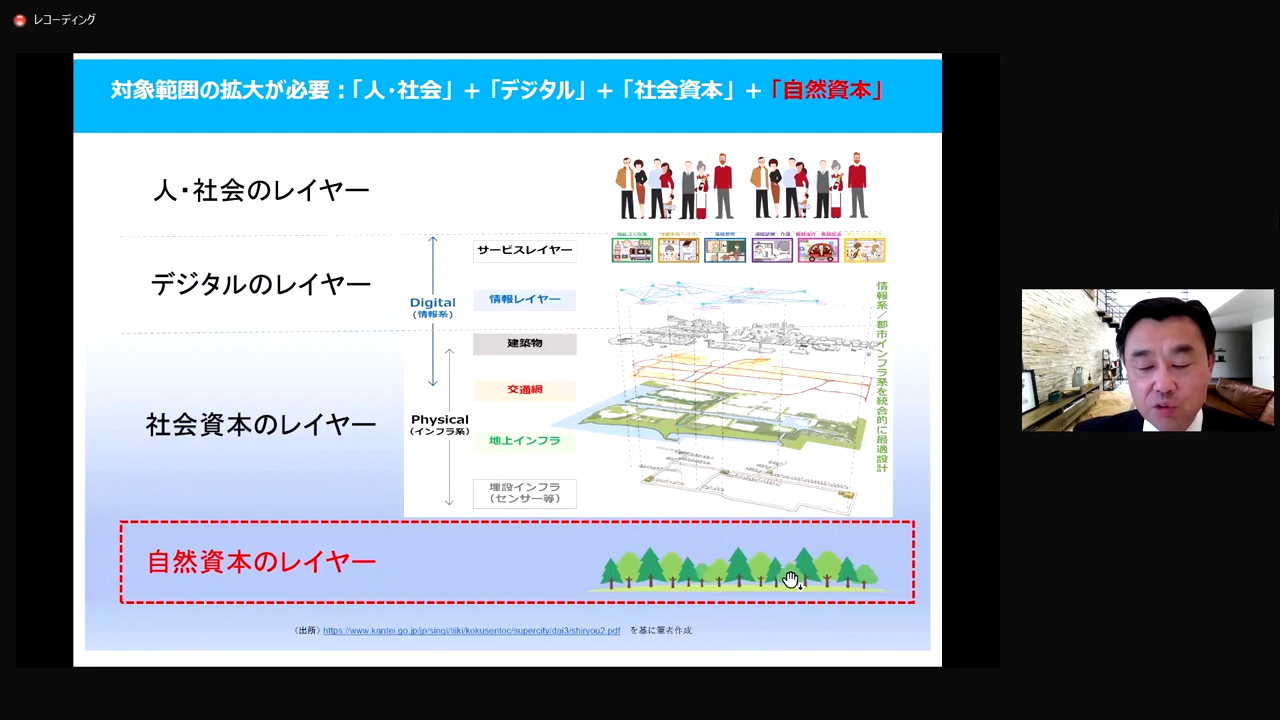 レコーディング
対象範囲の拡大が必要：「人・社会」＋「デジタル」＋「社会資本」＋「自然資本」
人・社会のレイヤー
デジタルのレイヤー
社会資本のレイヤー
自然資本のレイヤー
Digital
（情報系）
Physical
（インフラ系）
サービスレイヤー
情報レイヤー
建築物
交通網
地上インフラ
埋設インフラ
（センサー等）
情報系／都市インフラ系を統合的に最適設計
（出所）https://www.kantei.go.jp/jp/singi/tiiki/kokusentoc/supercity/dai3/shiryou2.pdf を基に筆者作成